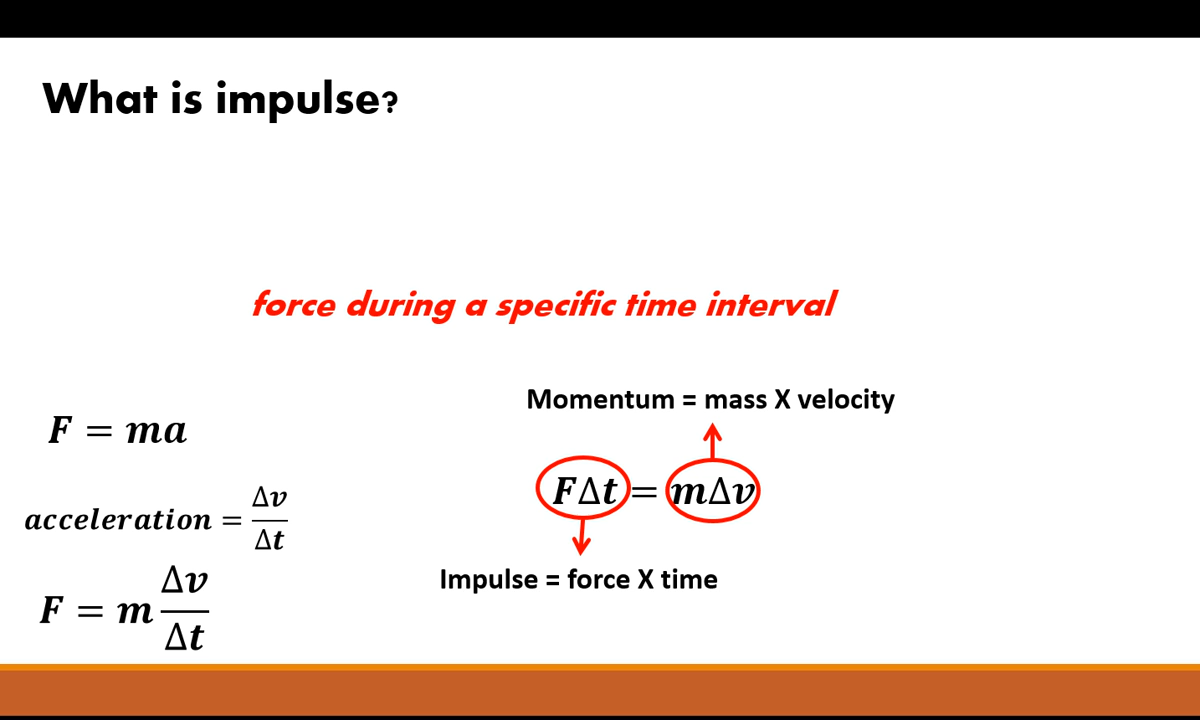 What is impulse?
force during a specific time interval
F = ma
acceleration = Δv/Δt
F = m Δv/Δt
Momentum = mass X velocity
FΔt = mΔv
Impulse = force X time